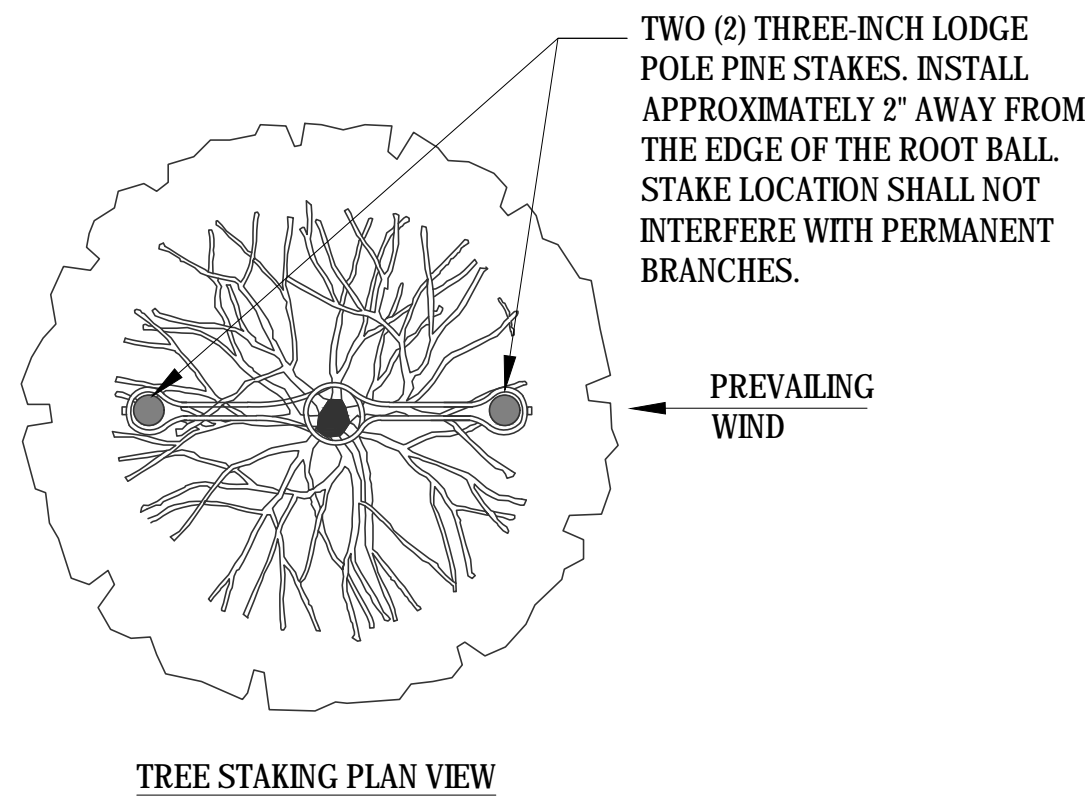 TWO (2) THREE-INCH LODGE
POLE PINE STAKES. INSTALL
APPROXIMATELY 2" AWAY FROM
THE EDGE OF THE ROOT BALL.
STAKE LOCATION SHALL NOT
INTERFERE WITH PERMANENT
BRANCHES.
PREVAILING
WIND
TREE STAKING PLAN VIEW